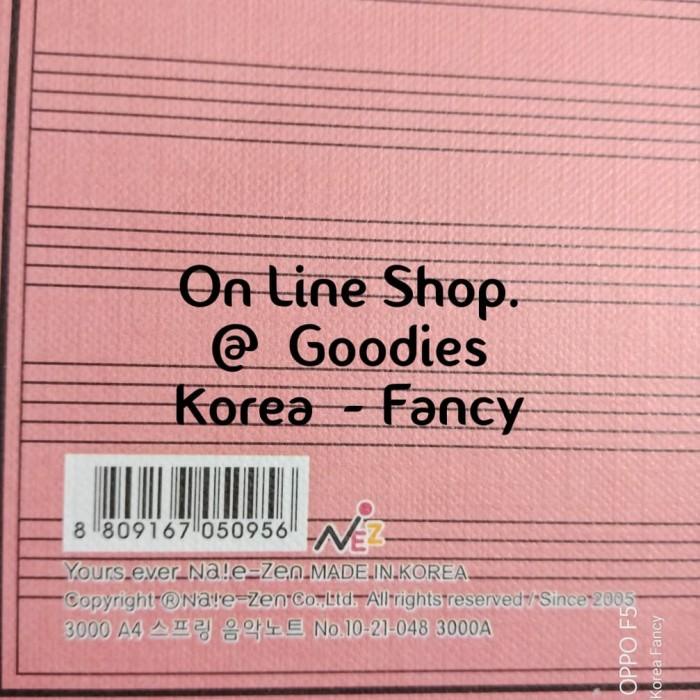 On Line Shop.
@ Goodies
Korea - Fancy
8 809167 050956
NEZ
Yours ever Na!e-Zen MADE IN KOREA
Copyright ⓇNa!e-Zen Co.,Ltd. All rights reserved / Since 2005
3000 A4 스프링 음악노트 No.10-21-048 3000A
OPPO F5
Korea Fancy